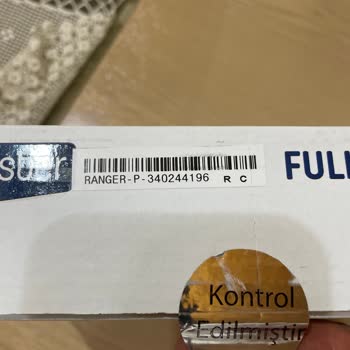 RANGER-P-340244196 R C
FULL
Kontrol
Edilmiştir